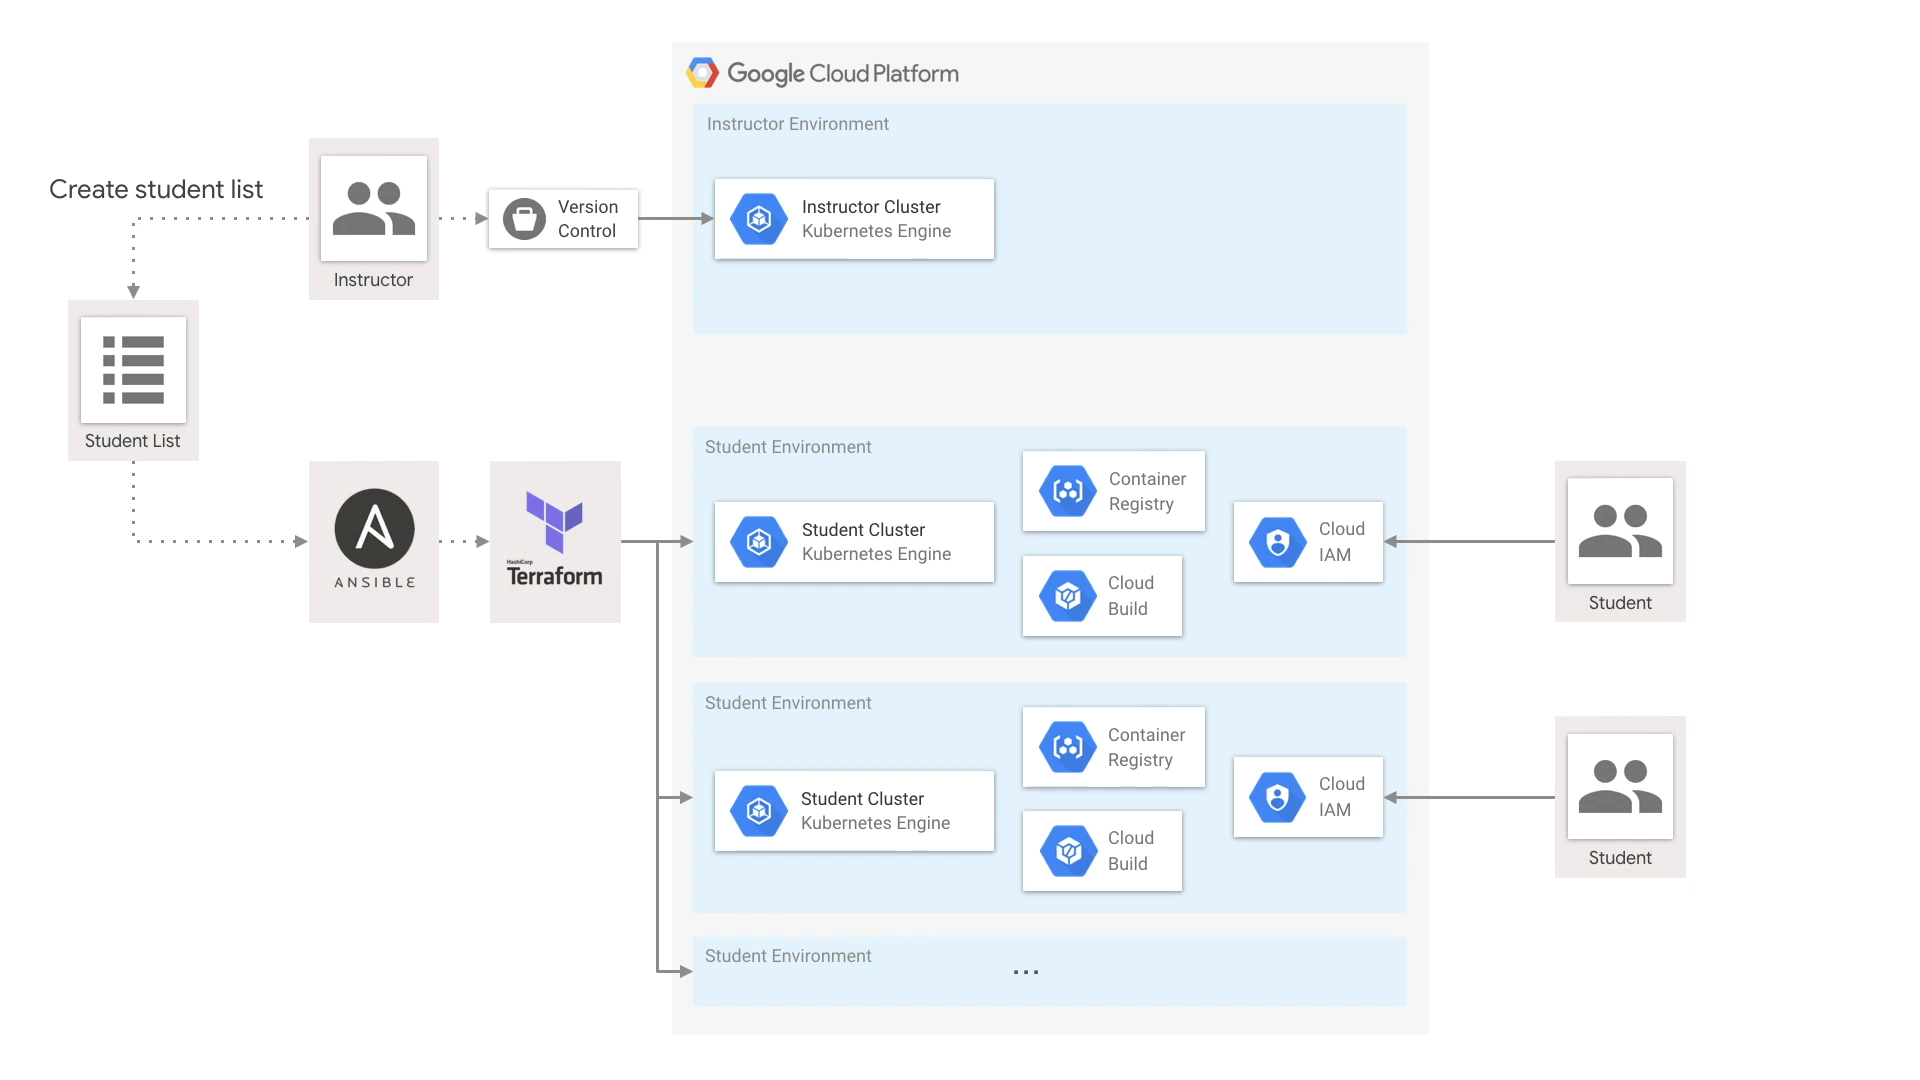 Google Cloud Platform
Instructor Environment
Create student list
Instructor
Version
Control
Instructor Cluster
Kubernetes Engine
Student List
ANSIBLE
HashiCorp
Terraform
Student Environment
Student Cluster
Kubernetes Engine
Container
Registry
Cloud
Build
Cloud
IAM
Student
Student Environment
Student Cluster
Kubernetes Engine
Container
Registry
Cloud
Build
Cloud
IAM
Student
Student Environment
...